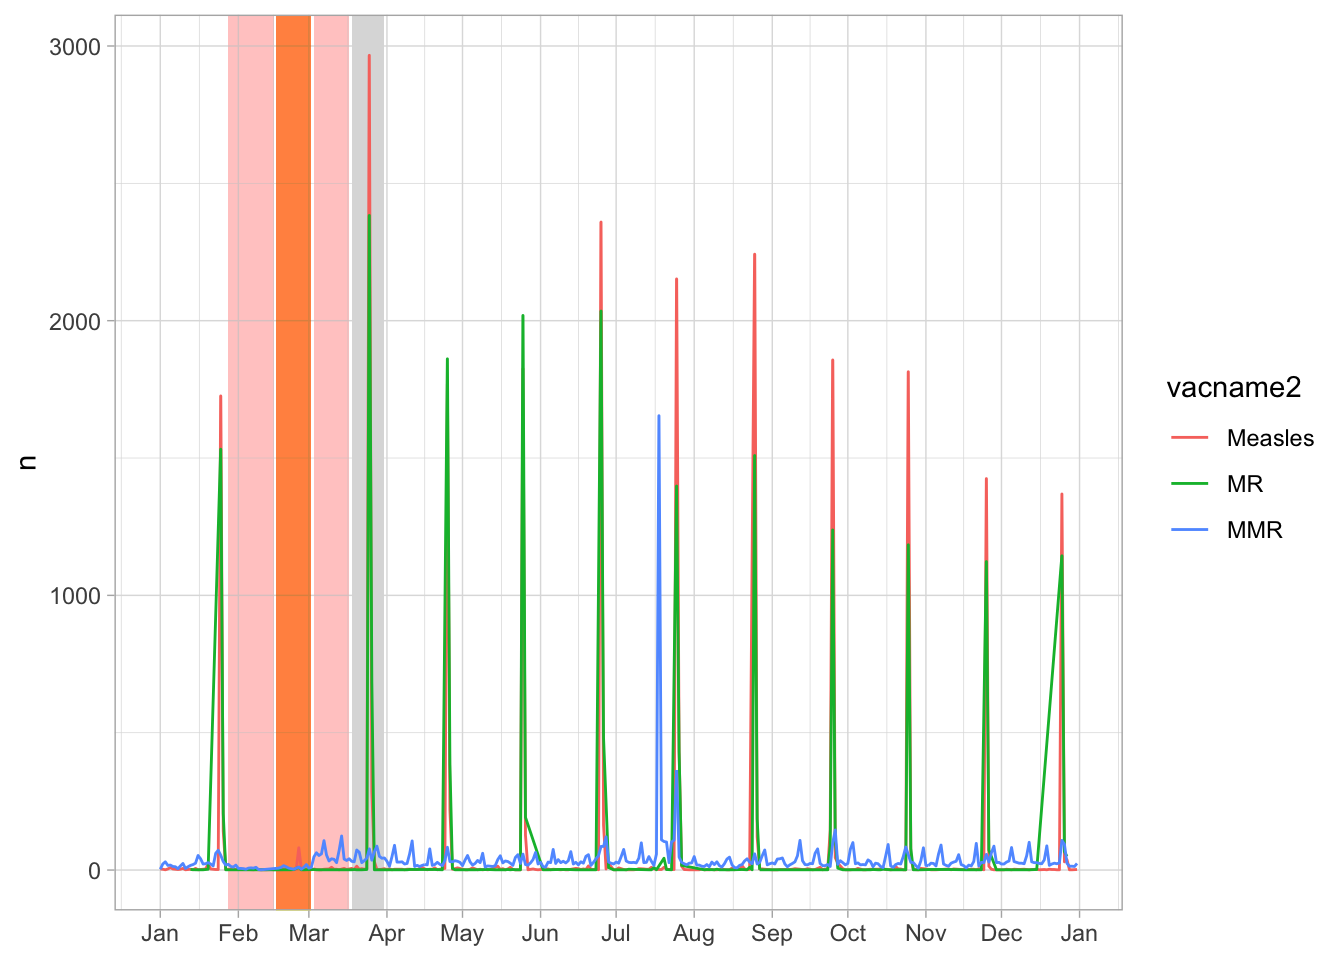 3000
2000
1000
0
n
Jan Feb Mar Apr May Jun Jul Aug Sep Oct Nov Dec Jan
vacname2
Measles
MR
MMR